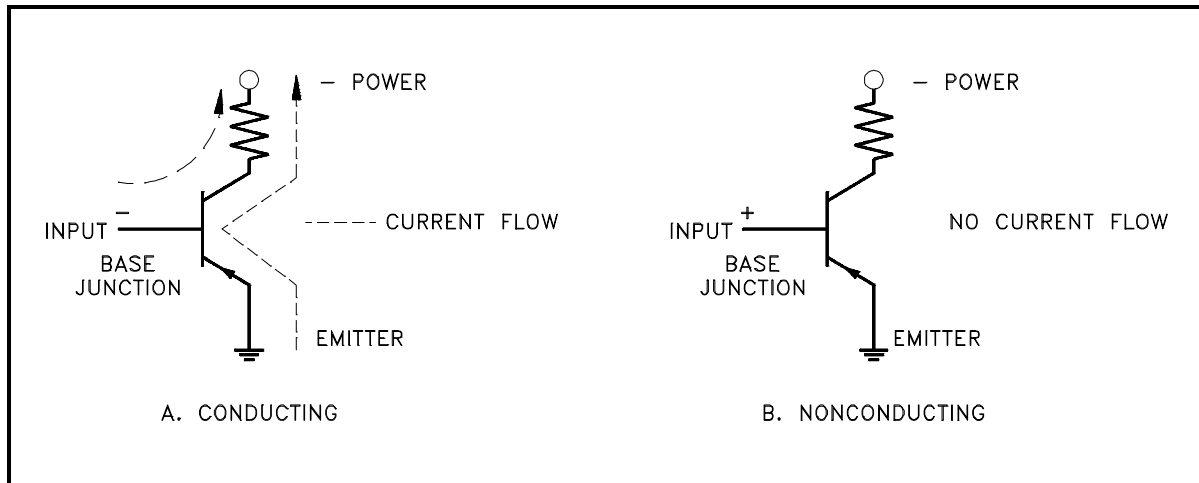 − POWER
−
INPUT
BASE
JUNCTION
CURRENT FLOW
EMITTER
A. CONDUCTING
− POWER
+
INPUT
BASE
JUNCTION
NO CURRENT FLOW
EMITTER
B. NONCONDUCTING